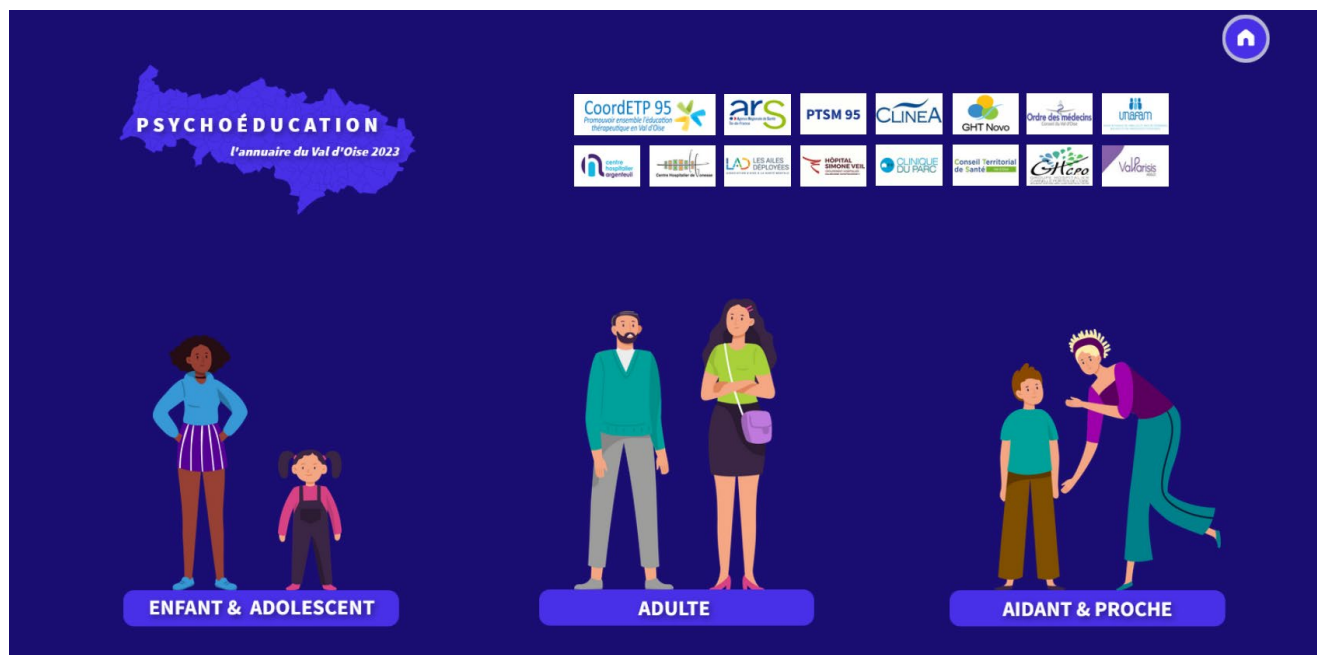 PSYCHOÉDUCATION
l'annuaire du Val d'Oise 2023
CoordETP 95
Promouvoir ensemble l'éducation
thérapeutique en Val d'Oise
ars
PTSM 95
CLINEA
GHT Novo
Ordre des médecins
unafam
centre
hospitalier
argenteuil
LAD LES AILES
DÉPLOYÉES
HÔPITAL
SIMONE VEIL
CLINIQUE
DU PARC
Conseil Territorial
de Santé
GHCPO
Valparisis
ENFANT & ADOLESCENT
ADULTE
AIDANT & PROCHE